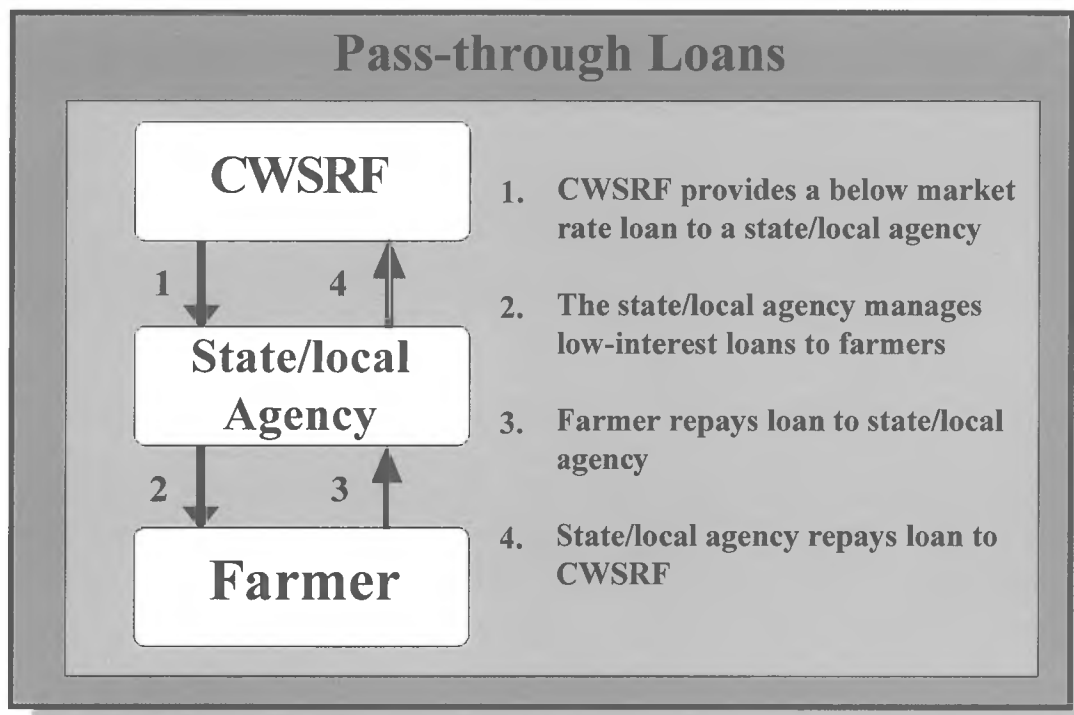 Pass-through Loans
CWSRF
1
4
State/local
Agency
2
3
Farmer
1. CWSRF provides a below market
rate loan to a state/local agency
2. The state/local agency manages
low-interest loans to farmers
3. Farmer repays loan to state/local
agency
4. State/local agency repays loan to
CWSRF